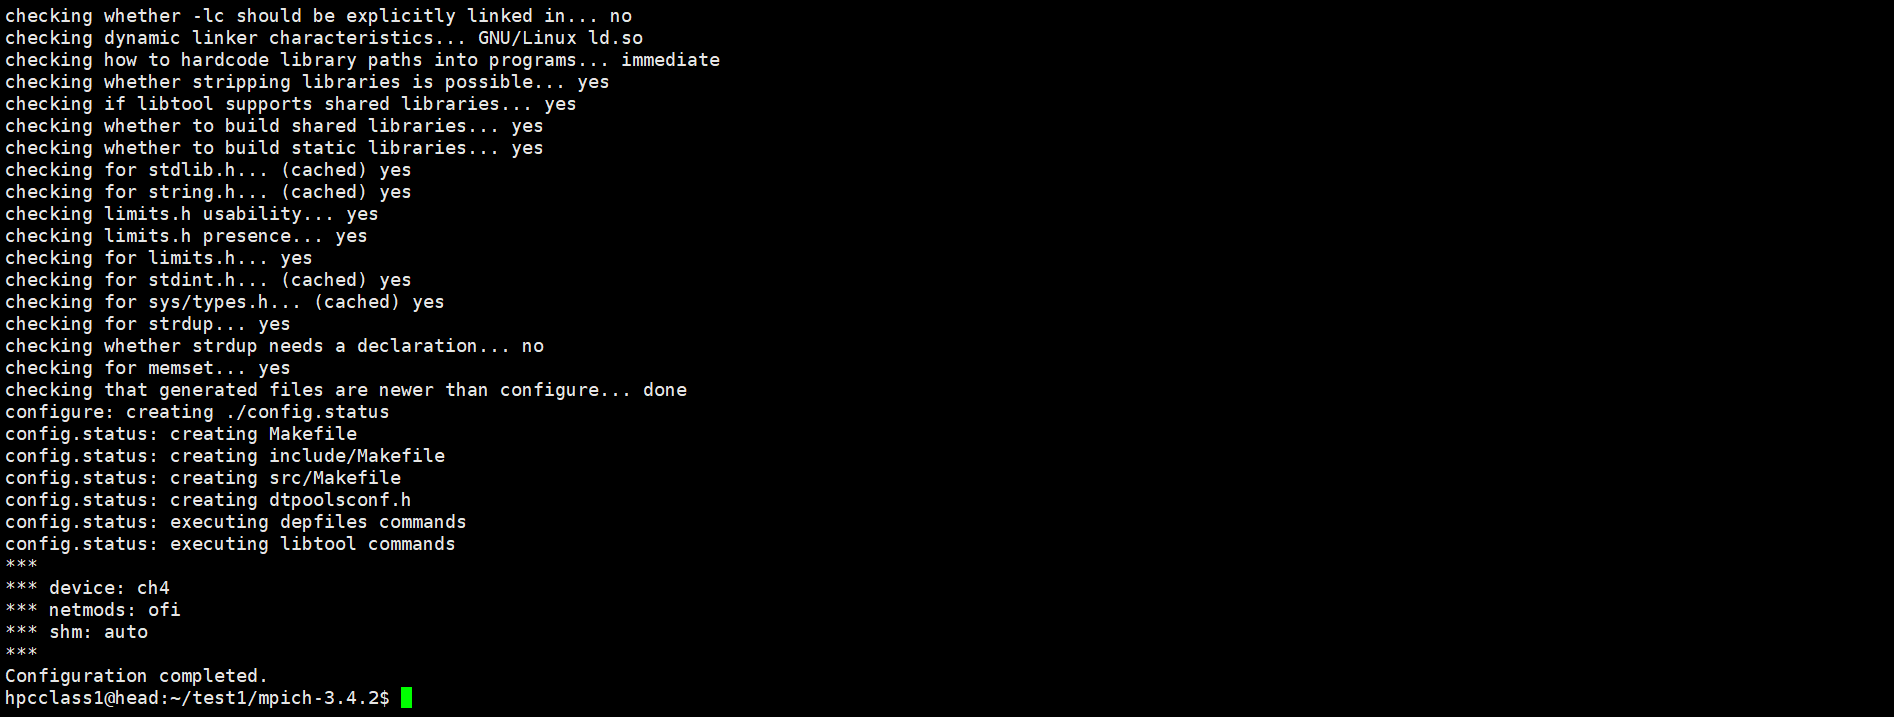 checking whether -lc should be explicitly linked in... no
checking dynamic linker characteristics... GNU/Linux ld.so
checking how to hardcode library paths into programs... immediate
checking whether stripping libraries is possible... yes
checking if libtool supports shared libraries... yes
checking whether to build shared libraries... yes
checking whether to build static libraries... yes
checking for stdlib.h... (cached) yes
checking for string.h... (cached) yes
checking limits.h usability... yes
checking limits.h presence... yes
checking for limits.h... yes
checking for stdint.h... (cached) yes
checking for sys/types.h... (cached) yes
checking for strdup... yes
checking whether strdup needs a declaration... no
checking for memset... yes
checking that generated files are newer than configure... done
configure: creating ./config.status
config.status: creating Makefile
config.status: creating include/Makefile
config.status: creating src/Makefile
config.status: creating dtpoolsconf.h
config.status: executing depfiles commands
config.status: executing libtool commands
***
*** device: ch4
*** netmods: ofi
*** shm: auto
***
Configuration completed.
hpcclass1@head:~/test1/mpich-3.4.2$